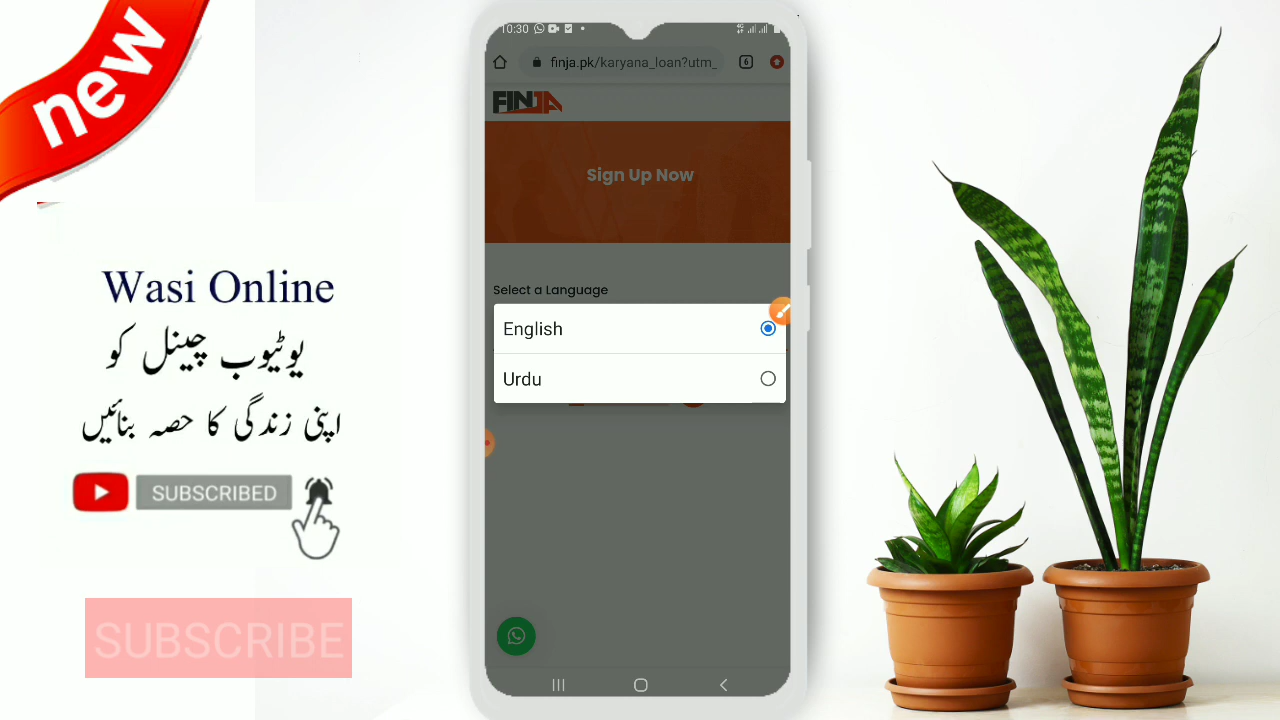 new
Wasi Online
یوٹیوب چینل کو
اپنی زندگی کا حصہ بنائیں
SUBSCRIBED
SUBSCRIBE
10:30
finja.pk/karyana_loan?utm_
6
FINJA
Sign Up Now
Select a Language
English
Urdu